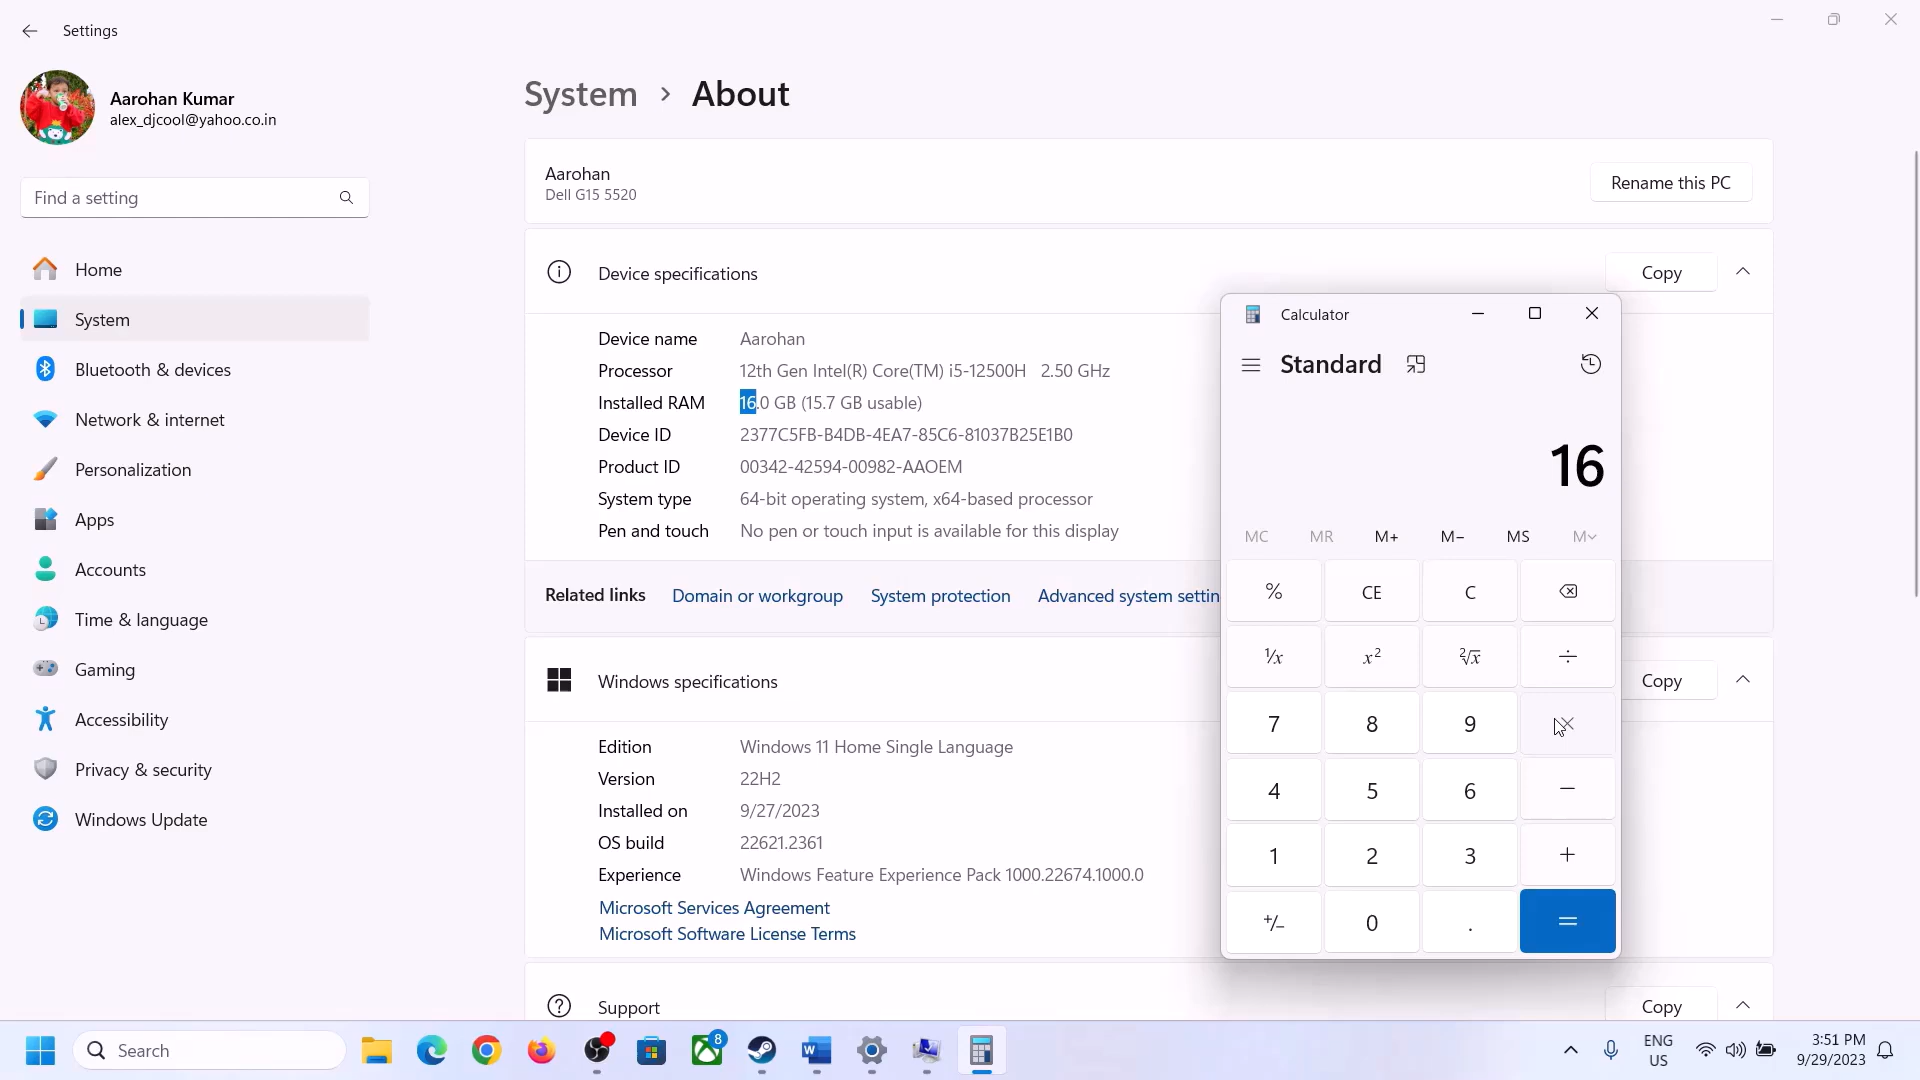 Settings
Aarohan Kumar
alex_djcool@yahoo.co.in
Find a setting
Home
System
Bluetooth & devices
Network & internet
Personalization
Apps
Accounts
Time & language
Gaming
Accessibility
Privacy & security
Windows Update
System > About
Aarohan
Dell G15 5520
Rename this PC
Device specifications
Copy
Device name Aarohan
Processor 12th Gen Intel(R) Core(TM) i5-12500H 2.50 GHz
Installed RAM 16.0 GB (15.7 GB usable)
Device ID 2377C5FB-B4DB-4EA7-85C6-81037B25E1B0
Product ID 00342-42594-00982-AAOEM
System type 64-bit operating system, x64-based processor
Pen and touch No pen or touch input is available for this display
Related links Domain or workgroup System protection Advanced system settin
Windows specifications
Copy
Edition Windows 11 Home Single Language
Version 22H2
Installed on 9/27/2023
OS build 22621.2361
Experience Windows Feature Experience Pack 1000.22674.1000.0
Microsoft Services Agreement
Microsoft Software License Terms
Support
Copy
Calculator
Standard
16
MC MR M+ M− MS M˅
% CE C
¹/x x² ²√x ÷
7 8 9 ×
4 5 6 −
1 2 3 +
+/− 0 . =
Search
8
ENG
US
3:51 PM
9/29/2023